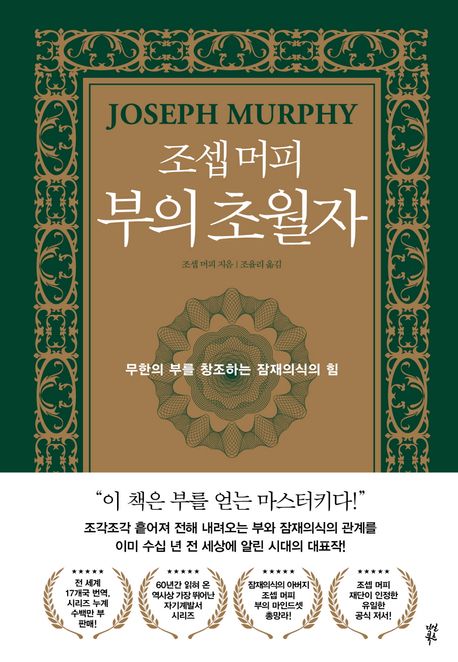 JOSEPH MURPHY
조셉 머피
부의 초월자
조셉 머피 지음 | 조율리 옮김
무한의 부를 창조하는 잠재의식의 힘
“이 책은 부를 얻는 마스터키다!”
조각조각 흩어져 전해 내려오는 부와 잠재의식의 관계를
이미 수십 년 전 세상에 알린 시대의 대표작!
★★★★★
전 세계
17개국 번역,
시리즈 누계
수백만 부
판매!
★★★★★
60년간 읽혀 온
역사상 가장 뛰어난
자기계발서
시리즈
★★★★★
잠재의식의 아버지
조셉 머피
부의 마인드셋
총망라!
★★★★★
조셉 머피
재단이 인정한
유일한
공식 저서!
다산
북스